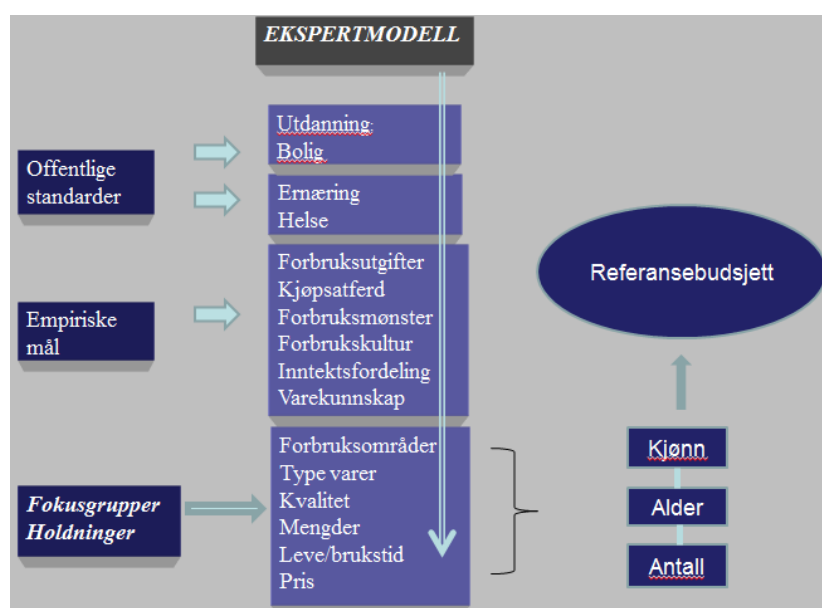 EKSPERTMODELL
Offentlige
standarder
Utdanning:
Bolig
Ernæring
Helse
Empiriske
mål
Forbruksutgifter
Kjøpsatferd
Forbruksmønster
Forbrukskultur
Inntektsfordeling
Varekunnskap
Fokusgrupper
Holdninger
Forbruksområder
Type varer
Kvalitet
Mengder
Leve/brukstid
Pris
Referansebudsjett
Kjønn
Alder
Antall